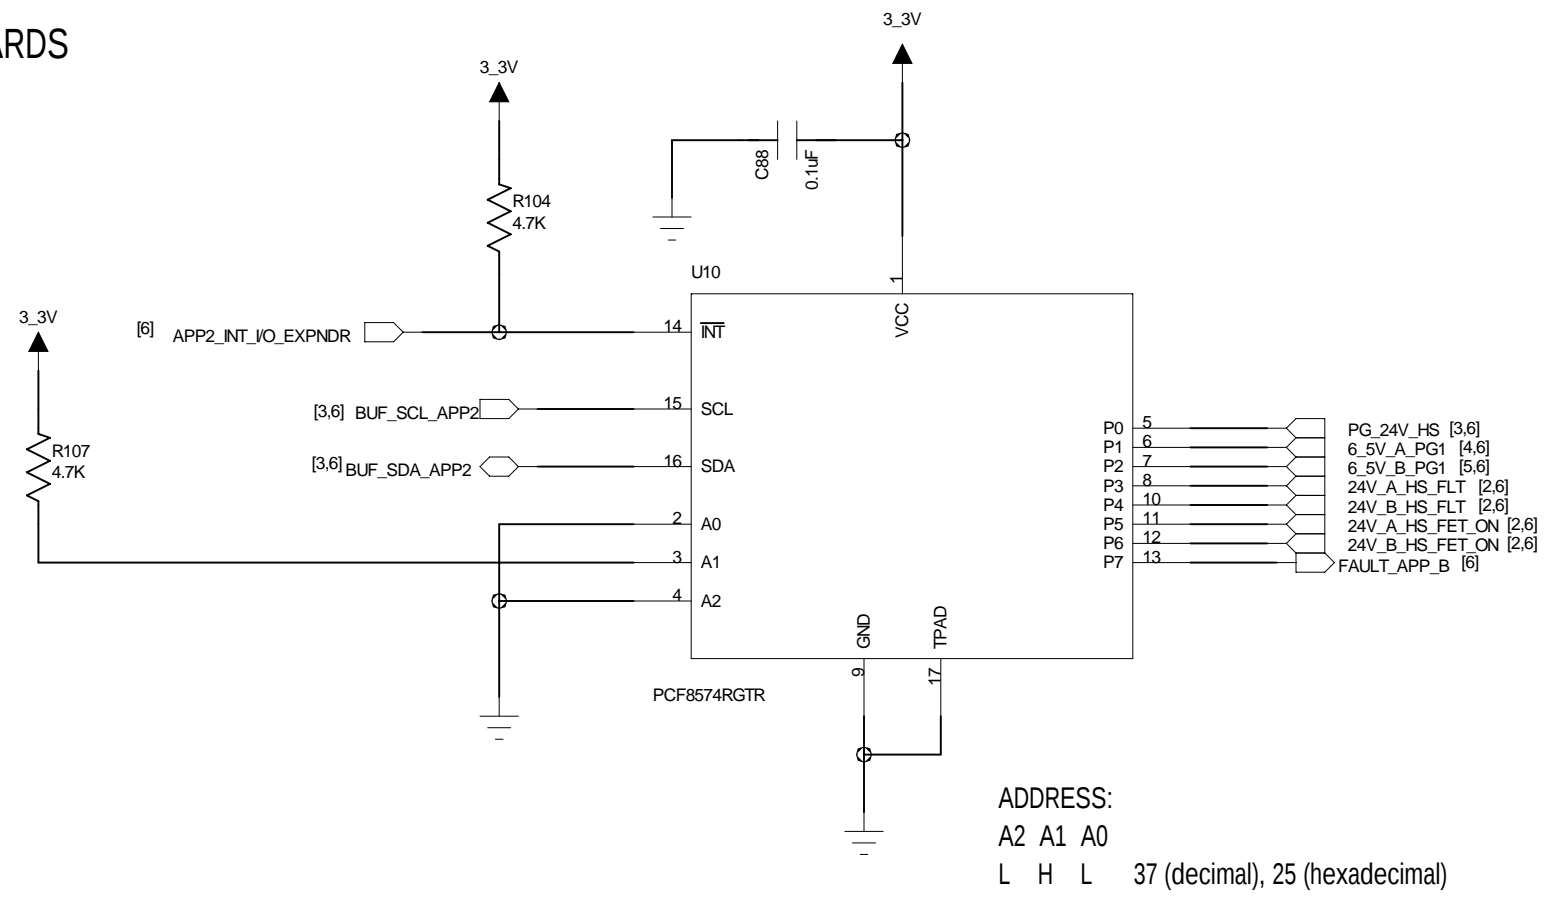 ARDS
3_3V
3_3V
C88
0.1uF
R104
4.7K
U10
3_3V
[6] APP2_INT_I/O_EXPNDR
14 INT
1
VCC
[3,6] BUF_SCL_APP2
15 SCL
R107
4.7K
[3,6] BUF_SDA_APP2
16 SDA
2 A0
3 A1
4 A2
P0 5 PG_24V_HS [3,6]
P1 6 6_5V_A_PG1 [4,6]
P2 7 6_5V_B_PG1 [5,6]
P3 8 24V_A_HS_FLT [2,6]
P4 10 24V_B_HS_FLT [2,6]
P5 11 24V_A_HS_FET_ON [2,6]
P6 12 24V_B_HS_FET_ON [2,6]
P7 13 FAULT_APP_B [6]
GND
TPAD
9
17
PCF8574RGTR
ADDRESS:
A2 A1 A0
L H L 37 (decimal), 25 (hexadecimal)